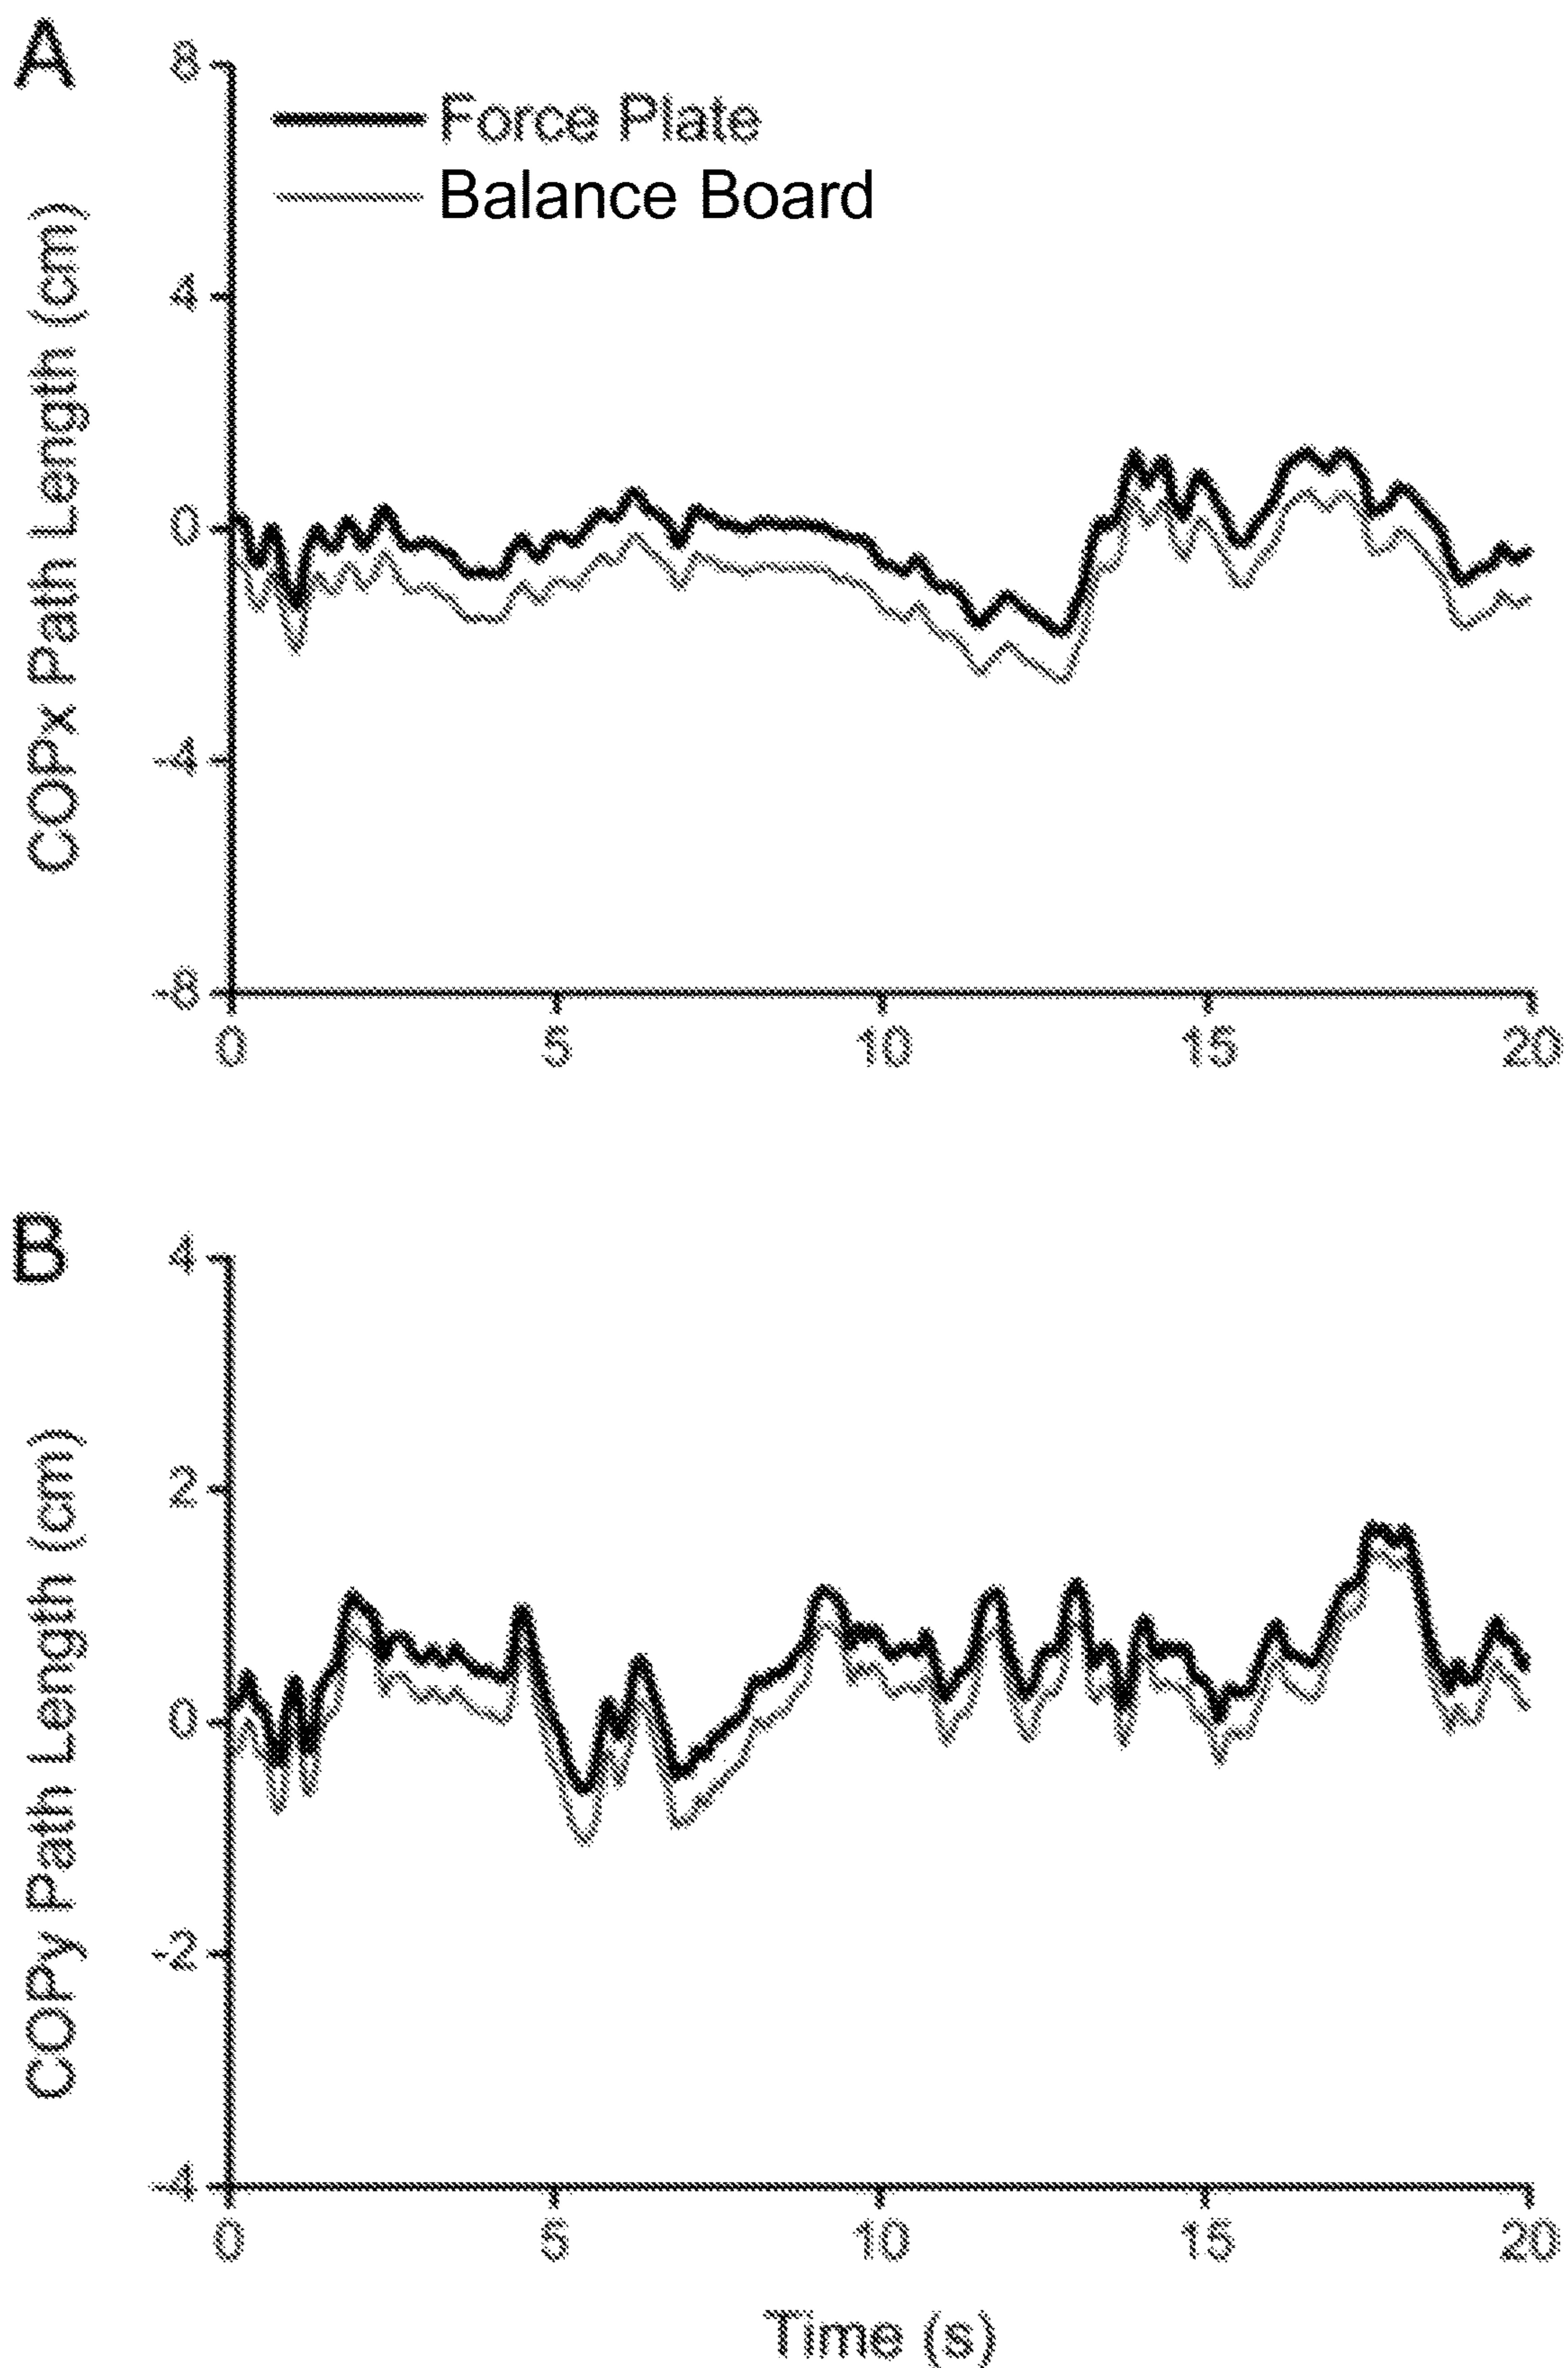 A
8
Force Plate
Balance Board
4
0
-4
-8
COPx Path Length (cm)
0 5 10 15 20
B
4
2
0
-2
-4
COPy Path Length (cm)
0 5 10 15 20
Time (s)